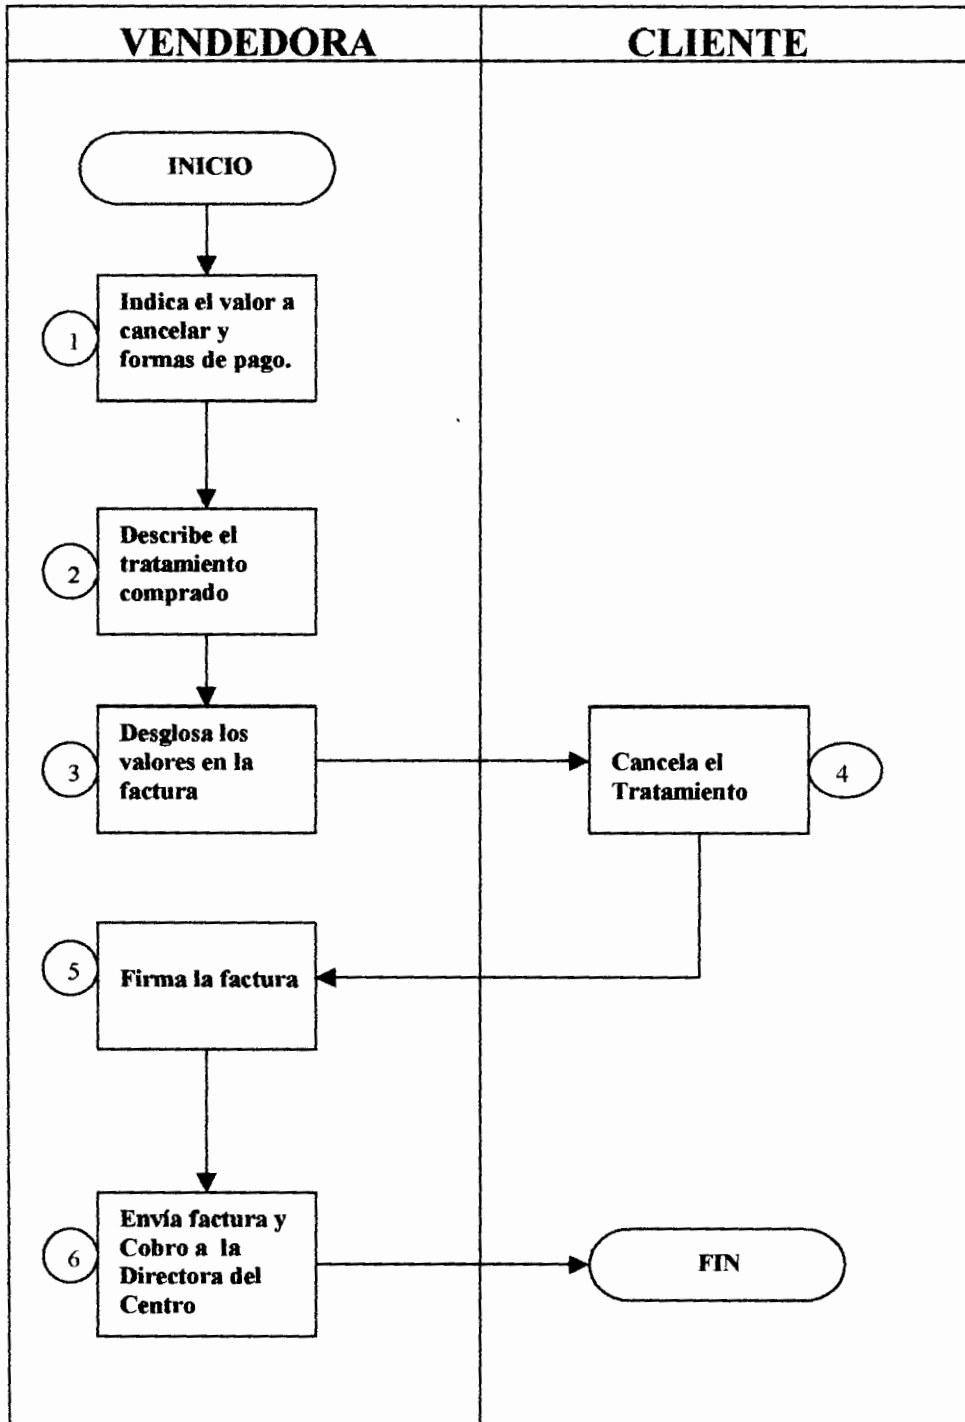 VENDEDORA
CLIENTE
INICIO
1
Indica el valor a
cancelar y
formas de pago.
2
Describe el
tratamiento
comprado
3
Desglosa los
valores en la
factura
Cancela el
Tratamiento
4
5
Firma la factura
6
Envía factura y
Cobro a la
Directora del
Centro
FIN